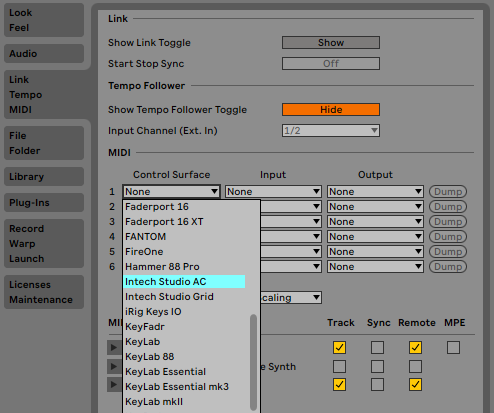 Look
Feel
Audio
Link
Tempo
MIDI
File
Folder
Library
Plug-Ins
Record
Warp
Launch
Licenses
Maintenance
Link
Show Link Toggle Show
Start Stop Sync Off
Tempo Follower
Show Tempo Follower Toggle Hide
Input Channel (Ext. In) 1/2
MIDI
Control Surface Input Output
1 None None None Dump
2 None Dump
3 None Dump
4 None Dump
5 None Dump
6 None Dump
Faderport 16
Faderport 16 XT
FANTOM
FireOne
Hammer 88 Pro
Intech Studio AC
Intech Studio Grid
iRig Keys IO
KeyFadr
KeyLab
KeyLab 88
KeyLab Essential
KeyLab Essential mk3
KeyLab mkII
Scaling
Track Sync Remote MPE
Synth